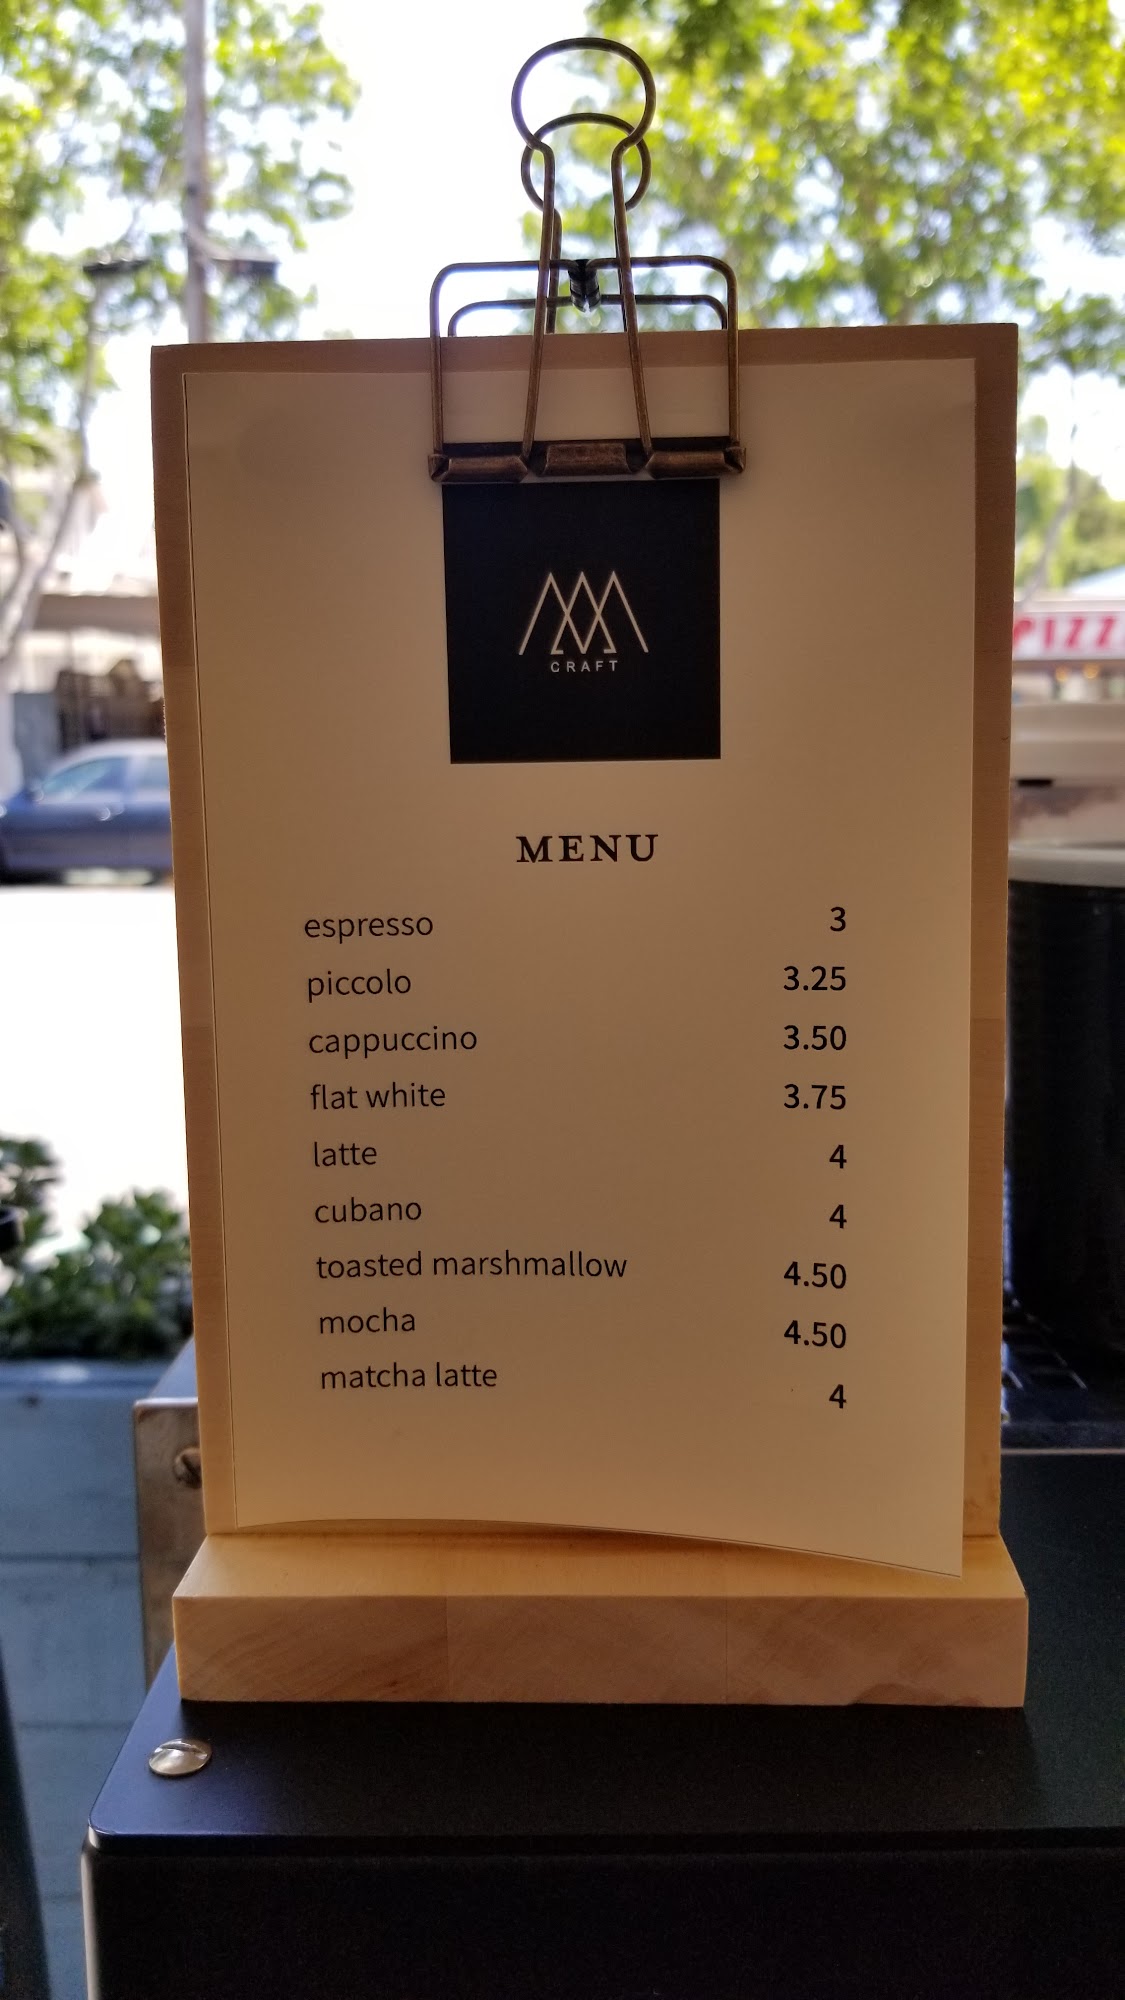 CRAFT
MENU
espresso 3
piccolo 3.25
cappuccino 3.50
flat white 3.75
latte 4
cubano 4
toasted marshmallow 4.50
mocha 4.50
matcha latte 4
PIZZ